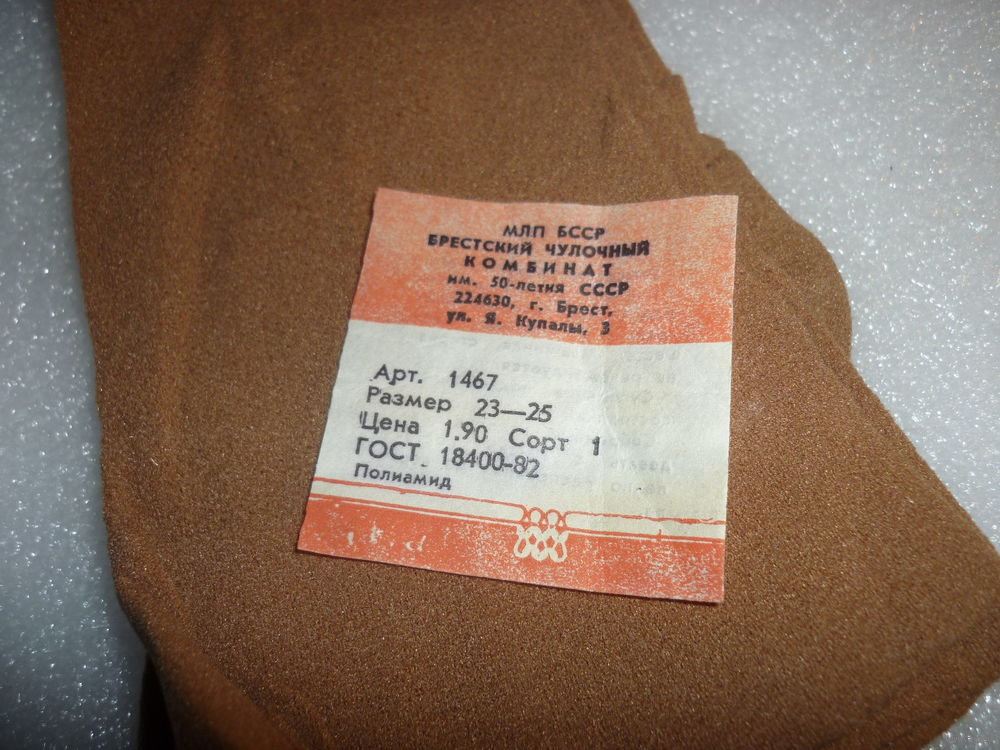 МЛП БССР
БРЕСТСКИЙ ЧУЛОЧНЫЙ
КОМБИНАТ
им. 50-летия СССР
224630, г. Брест,
ул. Я. Купалы, 3
Арт. 1467
Размер 23—25
Цена 1.90 Сорт 1
ГОСТ 18400-82
Полиамид